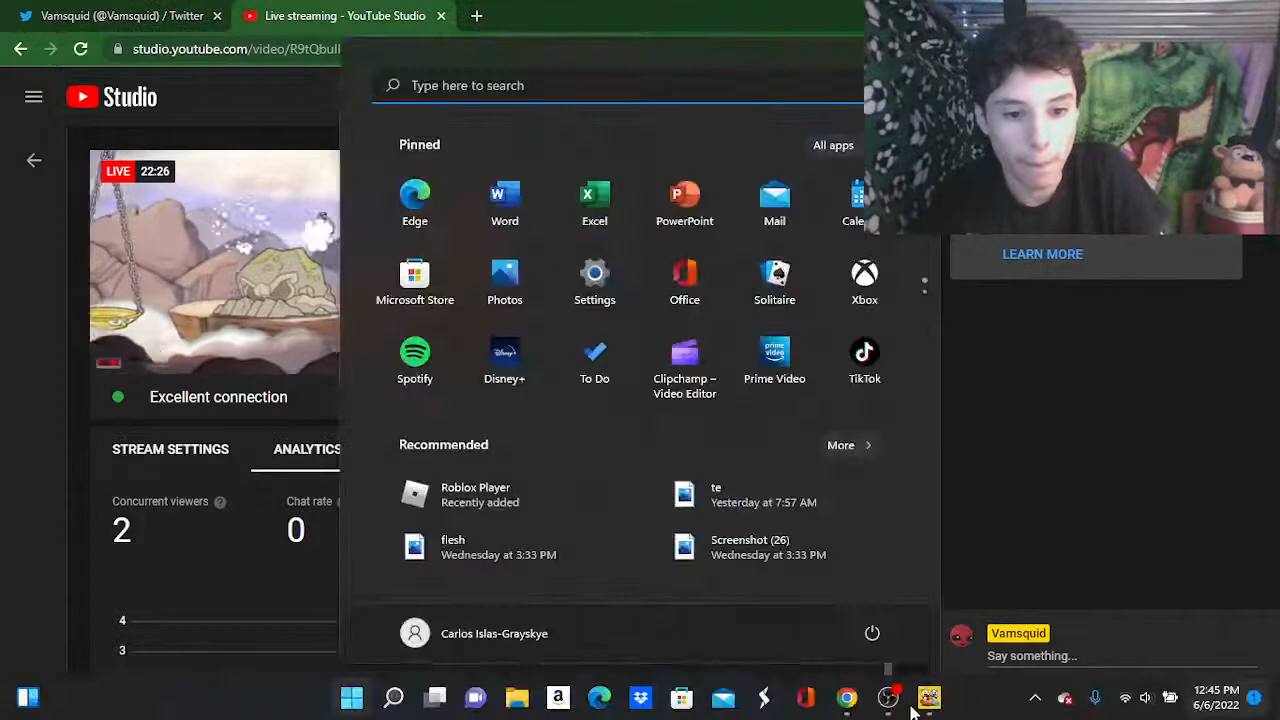 Vamsquid (@Vamsquid) / Twitter
Live streaming - YouTube Studio
studio.youtube.com/video/
Studio
Type here to search
Pinned
All apps
LIVE 22:26
Edge
Word
Excel
PowerPoint
Mail
LEARN MORE
Microsoft Store
Photos
Settings
Office
Solitaire
Xbox
Spotify
Disney+
To Do
Clipchamp –
Video Editor
Prime Video
TikTok
Excellent connection
STREAM SETTINGS
ANALYTICS
Recommended
More
Concurrent viewers
2
Chat rate
0
Roblox Player
Recently added
te
Yesterday at 7:57 AM
flesh
Wednesday at 3:33 PM
Screenshot (26)
Wednesday at 3:33 PM
4
3
Carlos Islas-Grayskye
Vamsquid
Say something...
12:45 PM
6/6/2022
1